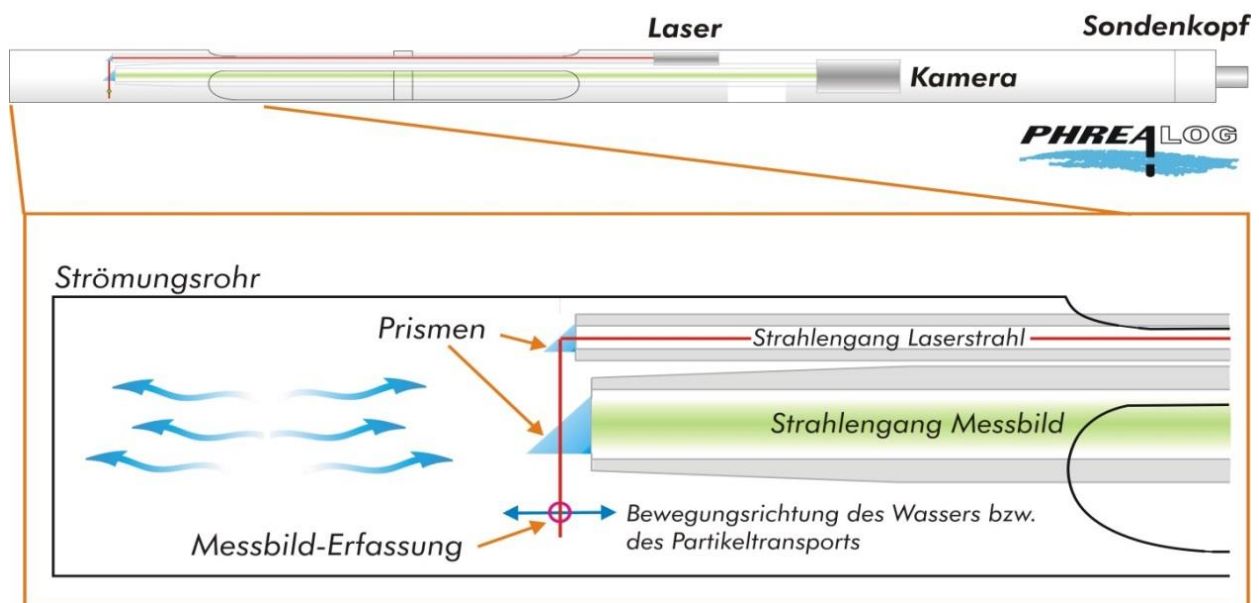 Laser
Sondenkopf
Kamera
PHREALOG
Strömungsrohr
Prismen
Strahlengang Laserstrahl
Strahlengang Messbild
Bewegungsrichtung des Wassers bzw.
des Partikeltransports
Messbild-Erfassung